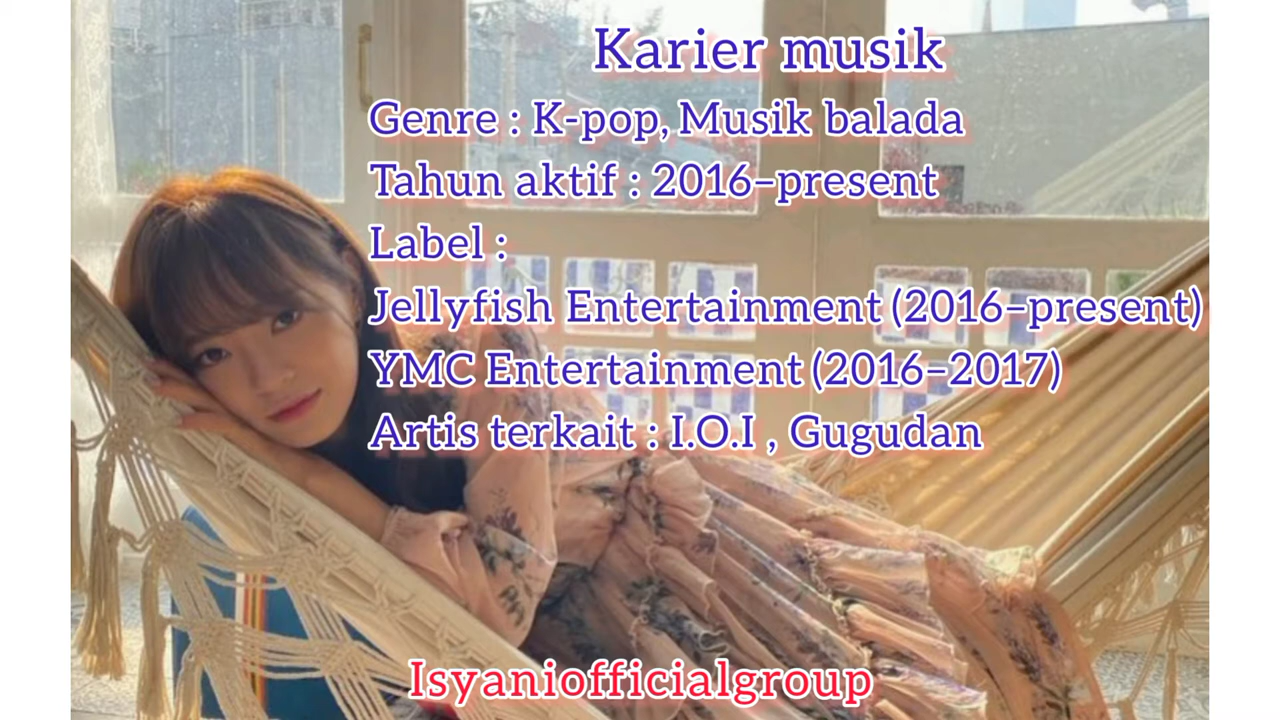 Karier musik
Genre : K-pop, Musik balada
Tahun aktif : 2016–present
Label :
Jellyfish Entertainment (2016–present)
YMC Entertainment (2016–2017)
Artis terkait : I.O.I , Gugudan
Isyaniofficialgroup